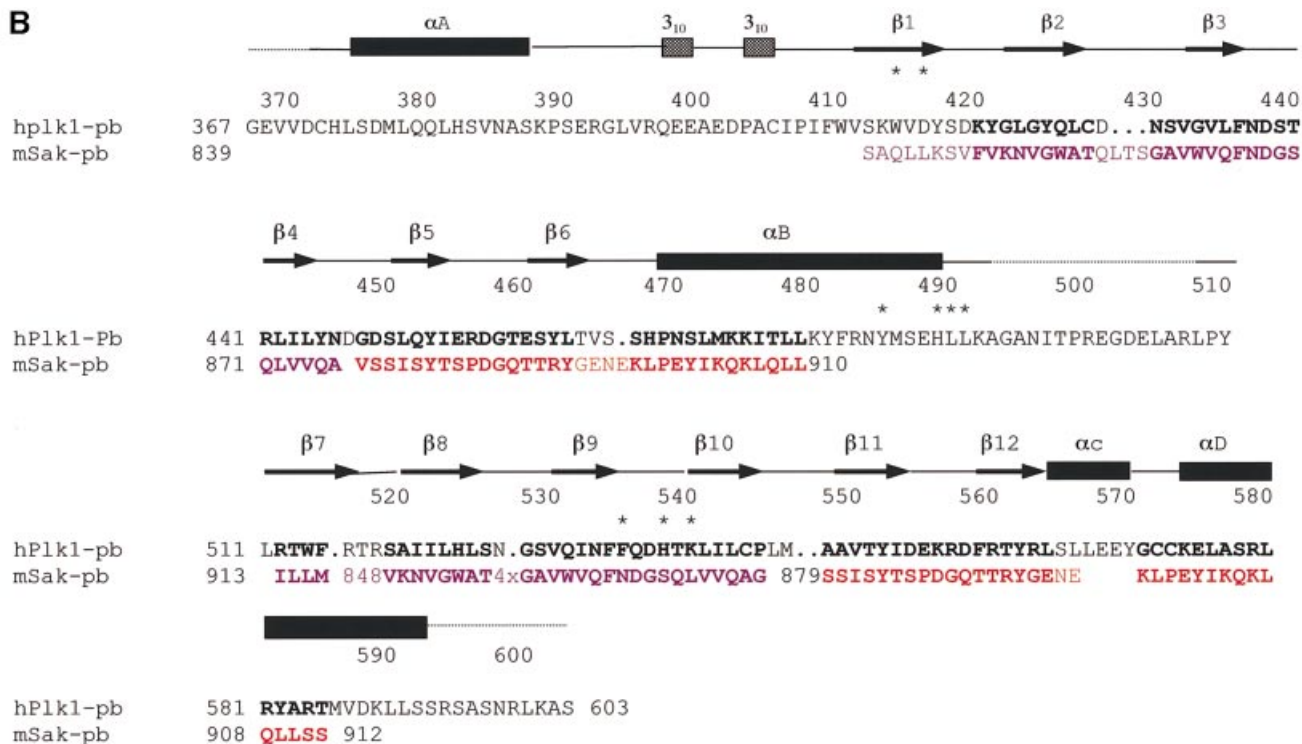 B
αA 3₁₀ 3₁₀ β1 β2 β3
* *
370 380 390 400 410 420 430 440
hplk1-pb 367 GEVVDCHLSDMLQQLHSVNASKPSERGLVRQEEAEDPACIPIFWVSKWVDYSDKYGLGYQLCD...NSVGVLFNDST
mSak-pb 839 SAQLLKSVFVKNVGWATQLTSGAVWVQFNDGS
β4 β5 β6 αB
450 460 470 480 490 500 510
* ***
hPlk1-Pb 441 RLILYNDGDSLQYIERDGTESYLTVS.SHPNSLMKKITLLKYFRNYMSEHLLKAGANITPREGDELARLPY
mSak-pb 871 QLVVQA VSSISYTSPDGQTTRYGENEKLPEYIKQKLQLL910
β7 β8 β9 β10 β11 β12 αc αD
520 530 540 550 560 570 580
* * *
hPlk1-pb 511 LRTWF.RTRSAIILHLSN.GSVQINFFQDHTKLILCPLM.AAVTYIDEKRDFRTYRLSLLEEYGCCKELASRL
mSak-pb 913 ILLM 848VKNVGWAT4xGAVWVQFNDGSQLVVQAG 879SSISYTSPDGQTTRYGENE KLPEYIKQKL
590 600
hPlk1-pb 581 RYARTMVDKLLSSRSASNRLKAS 603
mSak-pb 908 QLLSS 912